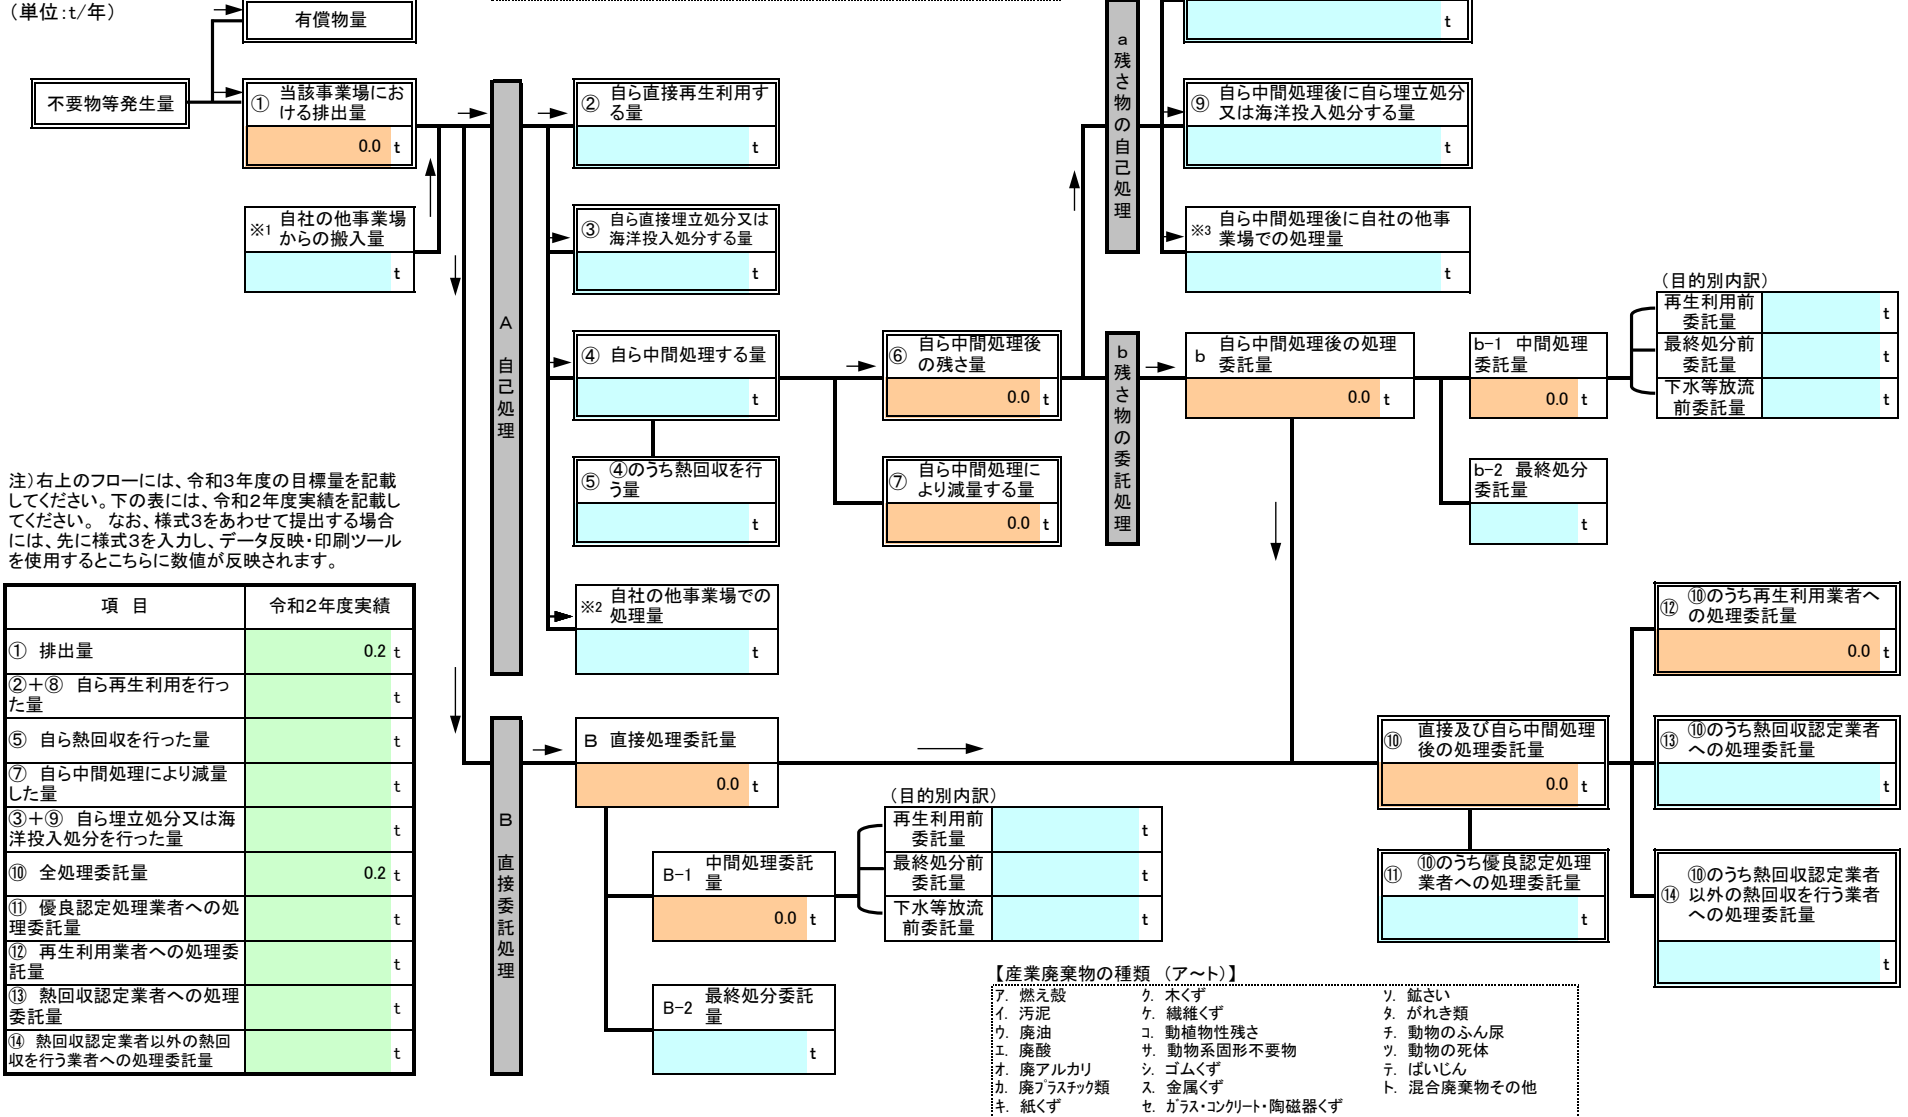 （単位:t/年）
有償物量
不要物等発生量
① 当該事業場にお
ける排出量
0.0 t
※1 自社の他事業場
からの搬入量
t
A 自己処理
② 自ら直接再生利用す
る量
t
③ 自ら直接埋立処分又は
海洋投入処分する量
t
④ 自ら中間処理する量
t
⑤ ④のうち熱回収を行
う量
t
※2 自社の他事業場での
処理量
t
⑥ 自ら中間処理後
の残さ量
0.0 t
⑦ 自ら中間処理に
より減量する量
0.0 t
a 残さ物の自己処理
t
⑨ 自ら中間処理後に自ら埋立処分
又は海洋投入処分する量
t
※3 自ら中間処理後に自社の他事
業場での処理量
t
b 残さ物の委託処理
b 自ら中間処理後の処理
委託量
0.0 t
b-1 中間処理
委託量
0.0 t
b-2 最終処分
委託量
t
（目的別内訳）
再生利用前
委託量
t
最終処分前
委託量
t
下水等放流
前委託量
t
注）右上のフローには、令和3年度の目標量を記載
してください。下の表には、令和2年度実績を記載し
てください。 なお、様式3をあわせて提出する場合
には、先に様式3を入力し、データ反映・印刷ツール
を使用するとこちらに数値が反映されます。
項 目 令和2年度実績
① 排出量 0.2 t
②＋⑧ 自ら再生利用を行っ
た量 t
⑤ 自ら熱回収を行った量 t
⑦ 自ら中間処理により減量
した量 t
③＋⑨ 自ら埋立処分又は海
洋投入処分を行った量 t
⑩ 全処理委託量 0.2 t
⑪ 優良認定処理業者への処
理委託量 t
⑫ 再生利用業者への処理委
託量 t
⑬ 熱回収認定業者への処理
委託量 t
⑭ 熱回収認定業者以外の熱回
収を行う業者への処理委託量 t
B 直接委託処理
B 直接処理委託量
0.0 t
B-1 中間処理委託
量
0.0 t
B-2 最終処分委託
量
t
（目的別内訳）
再生利用前
委託量
t
最終処分前
委託量
t
下水等放流
前委託量
t
⑩ 直接及び自ら中間処理
後の処理委託量
0.0 t
⑪ ⑩のうち優良認定処理
業者への処理委託量
t
⑫ ⑩のうち再生利用業者へ
の処理委託量
0.0 t
⑬ ⑩のうち熱回収認定業者
への処理委託量
t
⑭ ⑩のうち熱回収認定業者
以外の熱回収を行う業者
への処理委託量
t
【産業廃棄物の種類 （ア～ト）】
ア. 燃え殻 ク. 木くず ソ. 鉱さい
イ. 汚泥 ケ. 繊維くず タ. がれき類
ウ. 廃油 コ. 動植物性残さ チ. 動物のふん尿
エ. 廃酸 サ. 動物系固形不要物 ツ. 動物の死体
オ. 廃アルカリ シ. ゴムくず テ. ばいじん
カ. 廃プラスチック類 ス. 金属くず ト. 混合廃棄物その他
キ. 紙くず セ. ガラス・コンクリート・陶磁器くず